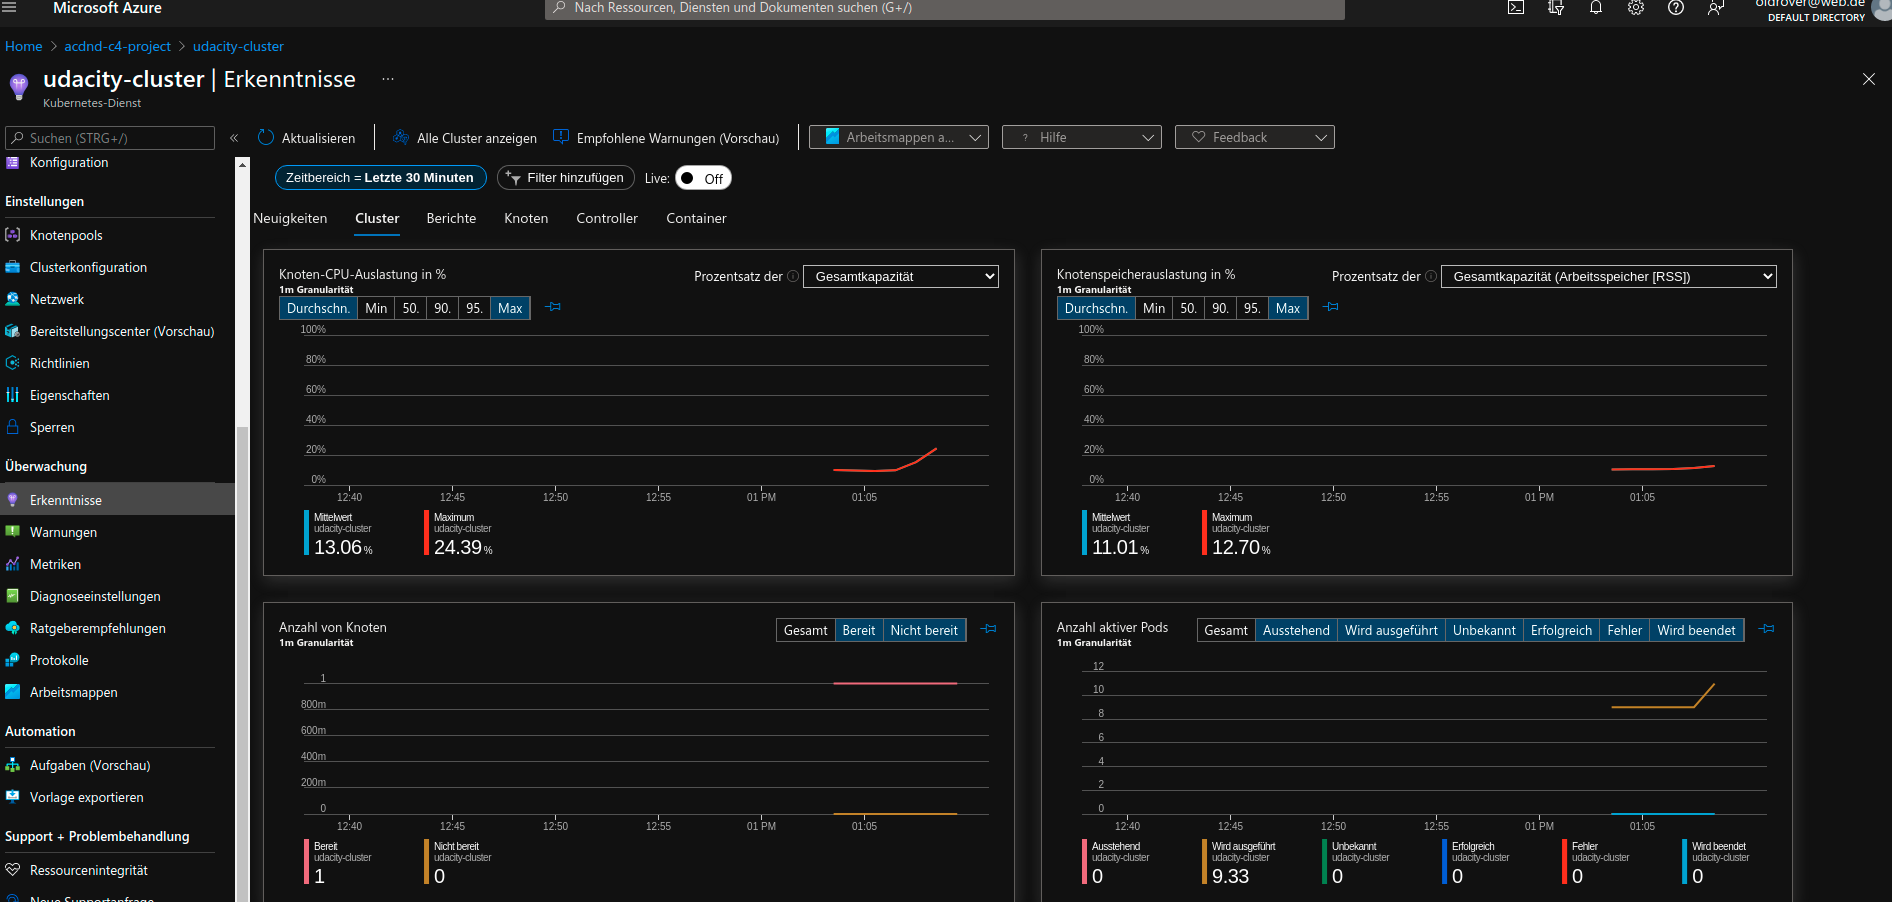 Microsoft Azure
Nach Ressourcen, Diensten und Dokumenten suchen (G+/)
oldrover@web.de
DEFAULT DIRECTORY
Home > acdnd-c4-project > udacity-cluster
udacity-cluster | Erkenntnisse ...
Kubernetes-Dienst
Suchen (STRG+/)
«
Konfiguration
Einstellungen
Knotenpools
Clusterkonfiguration
Netzwerk
Bereitstellungscenter (Vorschau)
Richtlinien
Eigenschaften
Sperren
Überwachung
Erkenntnisse
Warnungen
Metriken
Diagnoseeinstellungen
Ratgeberempfehlungen
Protokolle
Arbeitsmappen
Automation
Aufgaben (Vorschau)
Vorlage exportieren
Support + Problembehandlung
Ressourcenintegrität
Neue Supportanfrage
Aktualisieren
Alle Cluster anzeigen
Empfohlene Warnungen (Vorschau)
Arbeitsmappen a...
? Hilfe
Feedback
Zeitbereich = Letzte 30 Minuten
Filter hinzufügen
Live: Off
Neuigkeiten Cluster Berichte Knoten Controller Container
Knoten-CPU-Auslastung in %
1m Granularität
Prozentsatz der Gesamtkapazität
Durchschn. Min 50. 90. 95. Max
100%
80%
60%
40%
20%
0%
12:40 12:45 12:50 12:55 01 PM 01:05
Mittelwert
udacity-cluster
13.06 %
Maximum
udacity-cluster
24.39 %
Knotenspeicherauslastung in %
1m Granularität
Prozentsatz der Gesamtkapazität (Arbeitsspeicher [RSS])
Durchschn. Min 50. 90. 95. Max
100%
80%
60%
40%
20%
0%
12:40 12:45 12:50 12:55 01 PM 01:05
Mittelwert
udacity-cluster
11.01 %
Maximum
udacity-cluster
12.70 %
Anzahl von Knoten
1m Granularität
Gesamt Bereit Nicht bereit
1
800m
600m
400m
200m
0
12:40 12:45 12:50 12:55 01 PM 01:05
Bereit
udacity-cluster
1
Nicht bereit
udacity-cluster
0
Anzahl aktiver Pods
1m Granularität
Gesamt Ausstehend Wird ausgeführt Unbekannt Erfolgreich Fehler Wird beendet
12
10
8
6
4
2
0
12:40 12:45 12:50 12:55 01 PM 01:05
Ausstehend
udacity-cluster
0
Wird ausgeführt
udacity-cluster
9.33
Unbekannt
udacity-cluster
0
Erfolgreich
udacity-cluster
0
Fehler
udacity-cluster
0
Wird beendet
udacity-cluster
0